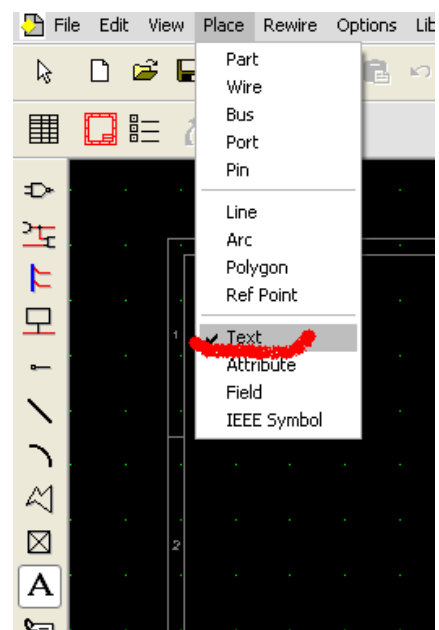 File Edit View Place Rewire Options Lib
Part
Wire
Bus
Port
Pin
Line
Arc
Polygon
Ref Point
Text
Attribute
Field
IEEE Symbol
1
2
A